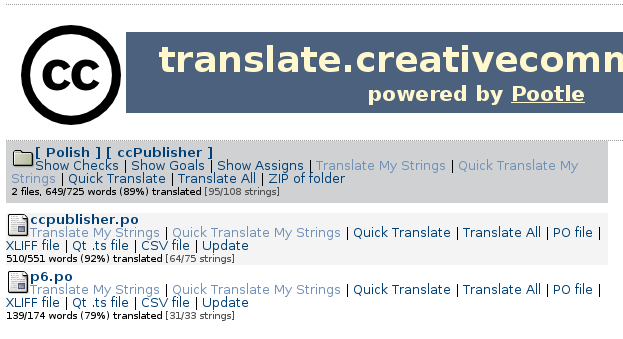 cc
translate.creativecomm
powered by Pootle
[ Polish ] [ ccPublisher ]
Show Checks | Show Goals | Show Assigns | Translate My Strings | Quick Translate My
Strings | Quick Translate | Translate All | ZIP of folder
2 files, 649/725 words (89%) translated [95/108 strings]
ccpublisher.po
Translate My Strings | Quick Translate My Strings | Quick Translate | Translate All | PO file |
XLIFF file | Qt .ts file | CSV file | Update
510/551 words (92%) translated [64/75 strings]
p6.po
Translate My Strings | Quick Translate My Strings | Quick Translate | Translate All | PO file |
XLIFF file | Qt .ts file | CSV file | Update
139/174 words (79%) translated [31/33 strings]